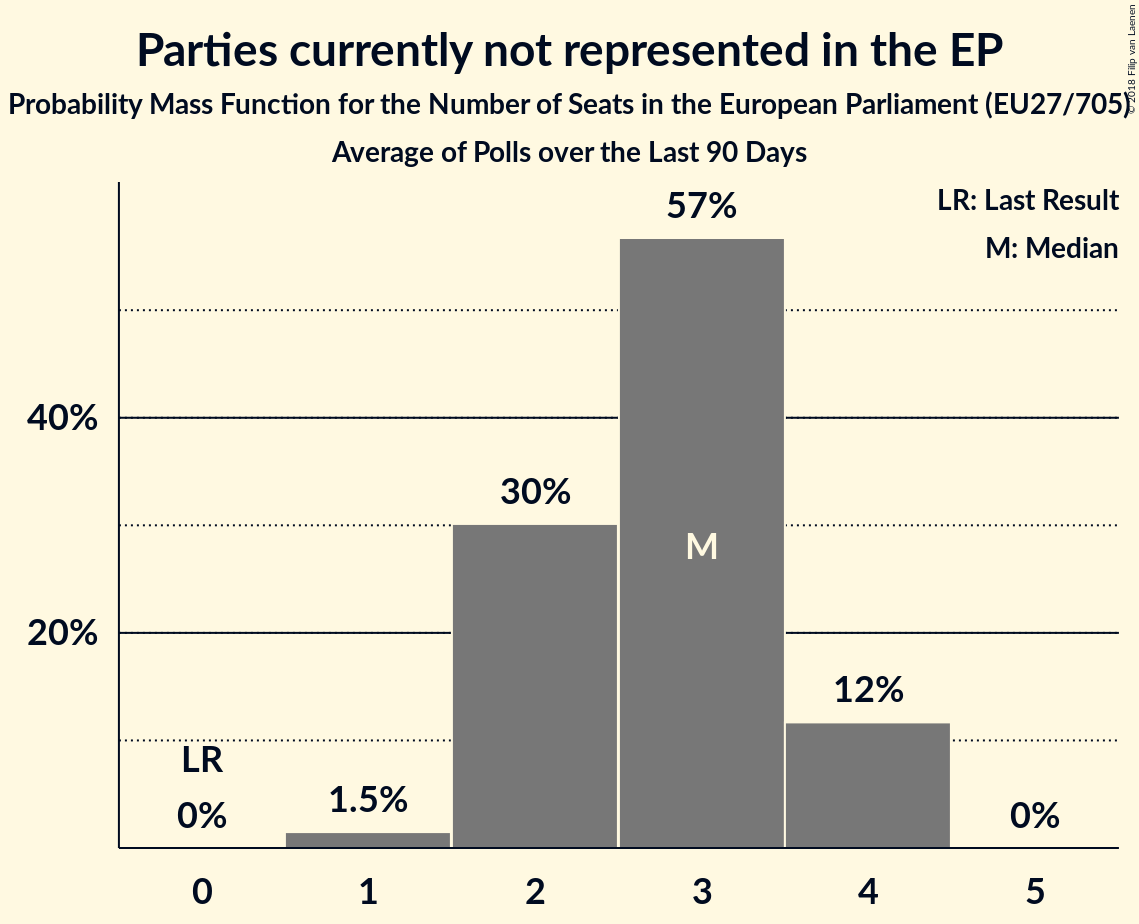 Parties currently not represented in the EP
Probability Mass Function for the Number of Seats in the European Parliament (EU27/705)
Average of Polls over the Last 90 Days
© 2018 Filip van Laenen
LR: Last Result
M: Median
57%
40%
30%
M
20%
12%
LR
0%
1.5%
0%
0 1 2 3 4 5